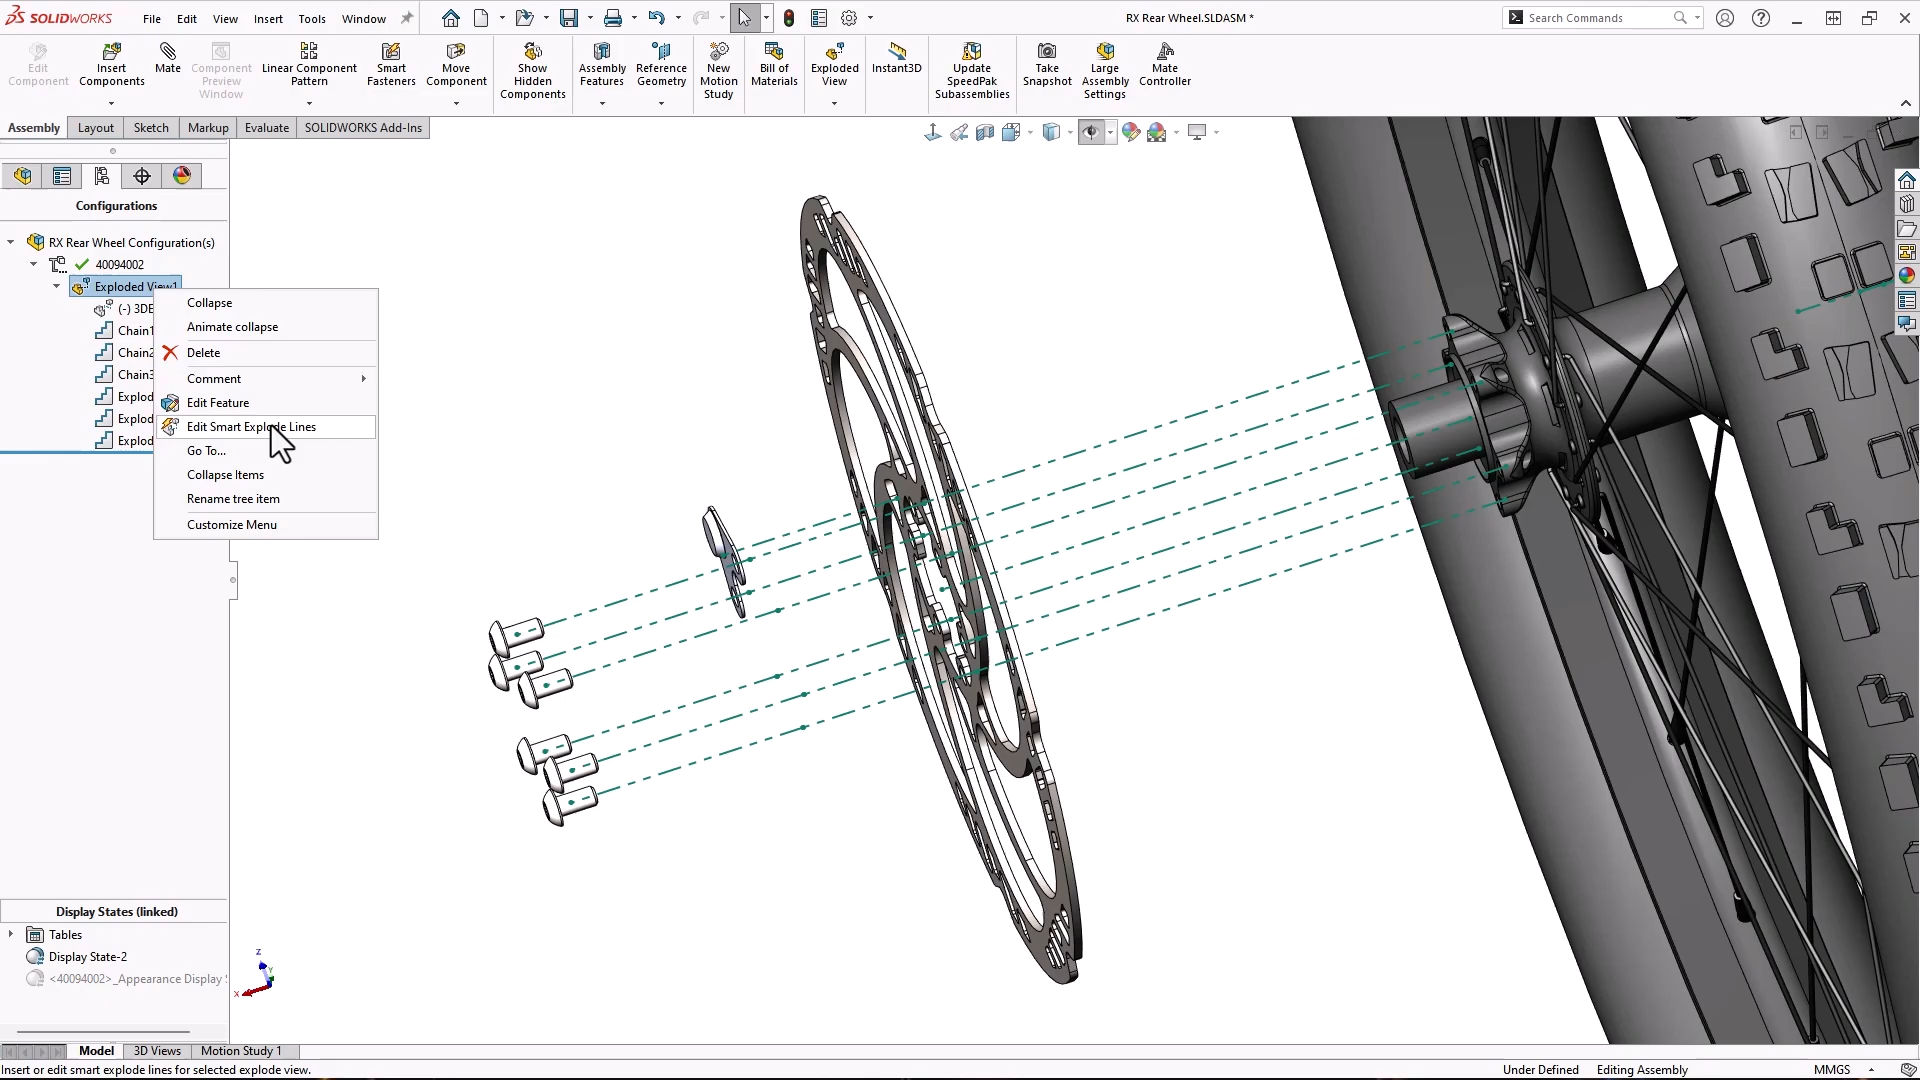 SOLIDWORKS
File Edit View Insert Tools Window
RX Rear Wheel.SLDASM *
Search Commands
Edit Component
Insert Components
Mate
Component Preview Window
Linear Component Pattern
Smart Fasteners
Move Component
Show Hidden Components
Assembly Features
Reference Geometry
New Motion Study
Bill of Materials
Exploded View
Instant3D
Update SpeedPak Subassemblies
Take Snapshot
Large Assembly Settings
Mate Controller
Assembly Layout Sketch Markup Evaluate SOLIDWORKS Add-Ins
Configurations
RX Rear Wheel Configuration(s)
40094002
Exploded View1
(-) 3DE
Chain1
Chain2
Chain3
Explod
Explod
Explod
Collapse
Animate collapse
Delete
Comment
Edit Feature
Edit Smart Explode Lines
Go To...
Collapse Items
Rename tree item
Customize Menu
Display States (linked)
Tables
Display State-2
<40094002>_Appearance Display
z
Y
x
Model 3D Views Motion Study 1
Insert or edit smart explode lines for selected explode view.
Under Defined Editing Assembly MMGS